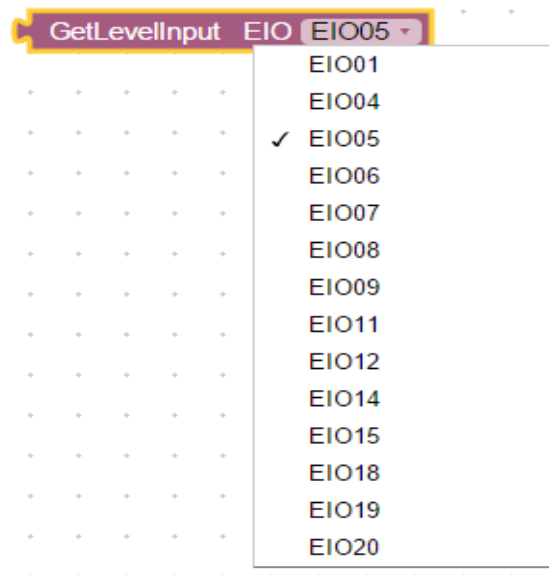 GetLevelInput EIO EIO05
EIO01
EIO04
✓ EIO05
EIO06
EIO07
EIO08
EIO09
EIO11
EIO12
EIO14
EIO15
EIO18
EIO19
EIO20